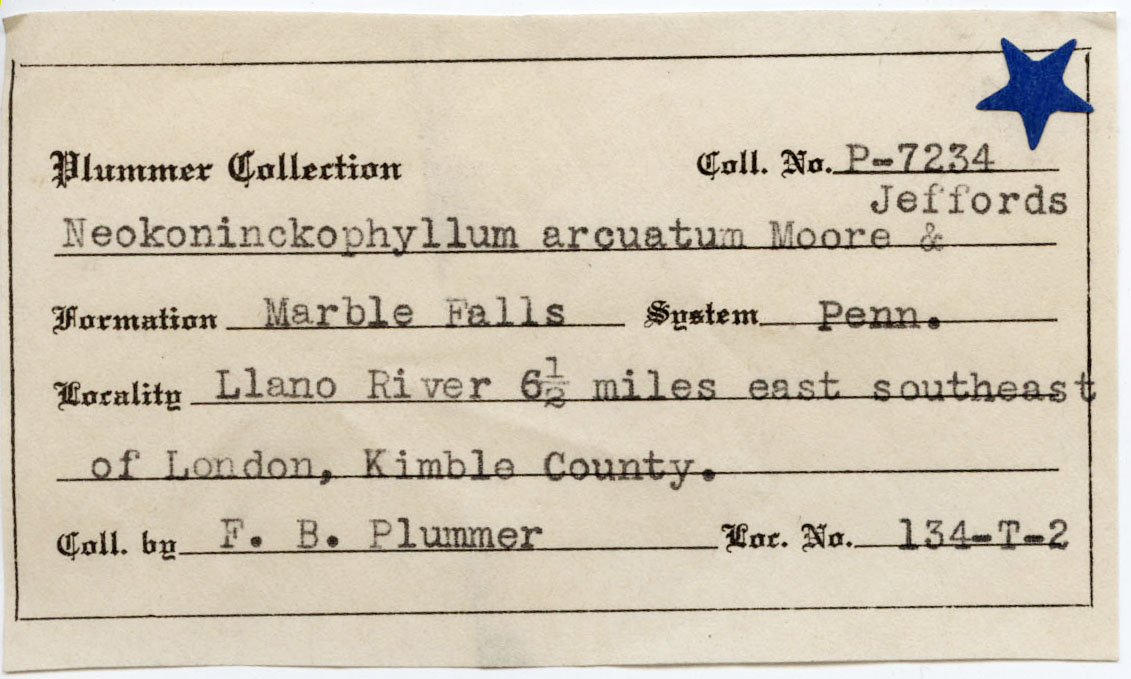 Plummer Collection Coll. No. P-7234
Jeffords
Neokoninckophyllum arcuatum Moore &
Formation Marble Falls System Penn.
Locality Llano River 6½ miles east southeast
of London, Kimble County.
Coll. by F. B. Plummer Loc. No. 134-T-2